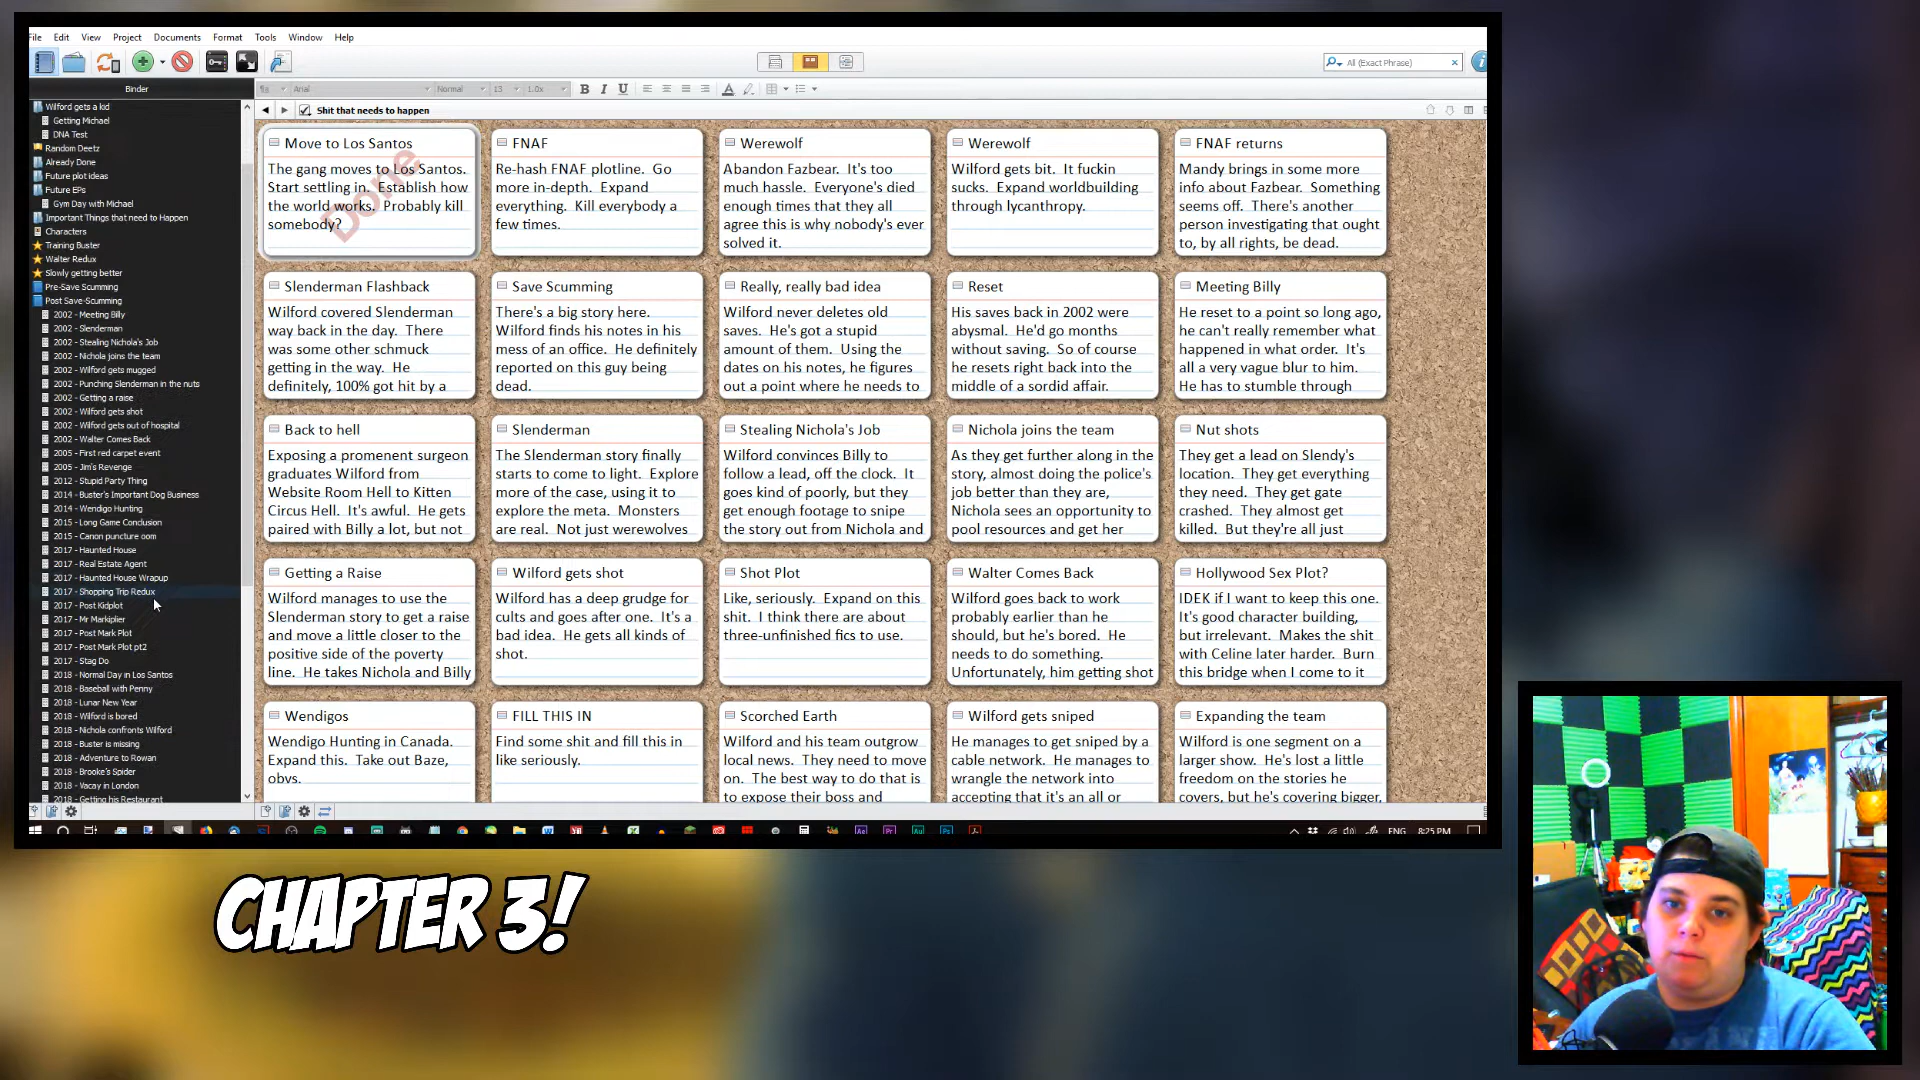 File Edit View Project Documents Format Tools Window Help
All (Exact Phrase)
Binder
Arial Normal 13 1.0x B I U A
Shit that needs to happen
Wilford gets a kid
Getting Michael
DNA Test
Random Deetz
Already Done
Future plot ideas
Future EPs
Gym Day with Michael
Important Things that need to Happen
Characters
Training Buster
Walter Redux
Slowly getting better
Pre-Save Scumming
Post Save-Scumming
2002 - Meeting Billy
2002 - Slenderman
2002 - Stealing Nichola's Job
2002 - Nichola joins the team
2002 - Wilford gets mugged
2002 - Punching Slenderman in the nuts
2002 - Getting a raise
2002 - Wilford gets shot
2002 - Wilford gets out of hospital
2002 - Walter Comes Back
2005 - First red carpet event
2005 - Jim's Revenge
2012 - Stupid Party Thing
2014 - Buster's Important Dog Business
2014 - Wendigo Hunting
2015 - Long Game Conclusion
2015 - Canon puncture oom
2017 - Haunted House
2017 - Real Estate Agent
2017 - Haunted House Wrapup
2017 - Shopping Trip Redux
2017 - Post Kidplot
2017 - Mr Markiplier
2017 - Post Mark Plot
2017 - Post Mark Plot pt2
2017 - Stag Do
2018 - Normal Day in Los Santos
2018 - Baseball with Penny
2018 - Lunar New Year
2018 - Wilford is bored
2018 - Nichola confronts Wilford
2018 - Buster is missing
2018 - Adventure to Rowan
2018 - Brooke's Spider
2018 - Vacay in London
2018 - Getting his Restaurant
Move to Los Santos
The gang moves to Los Santos.
Start settling in. Establish how
the world works. Probably kill
somebody?
Done
FNAF
Re-hash FNAF plotline. Go
more in-depth. Expand
everything. Kill everybody a
few times.
Werewolf
Abandon Fazbear. It's too
much hassle. Everyone's died
enough times that they all
agree this is why nobody's ever
solved it.
Werewolf
Wilford gets bit. It fuckin
sucks. Expand worldbuilding
through lycanthropy.
FNAF returns
Mandy brings in some more
info about Fazbear. Something
seems off. There's another
person investigating that ought
to, by all rights, be dead.
Slenderman Flashback
Wilford covered Slenderman
way back in the day. There
was some other schmuck
getting in the way. He
definitely, 100% got hit by a
Save Scumming
There's a big story here.
Wilford finds his notes in his
mess of an office. He definitely
reported on this guy being
dead.
Really, really bad idea
Wilford never deletes old
saves. He's got a stupid
amount of them. Using the
dates on his notes, he figures
out a point where he needs to
Reset
His saves back in 2002 were
abysmal. He'd go months
without saving. So of course
he resets right back into the
middle of a sordid affair.
Meeting Billy
He reset to a point so long ago,
he can't really remember what
happened in what order. It's
all a very vague blur to him.
He has to stumble through
Back to hell
Exposing a promenent surgeon
graduates Wilford from
Website Room Hell to Kitten
Circus Hell. It's awful. He gets
paired with Billy a lot, but not
Slenderman
The Slenderman story finally
starts to come to light. Explore
more of the case, using it to
explore the meta. Monsters
are real. Not just werewolves
Stealing Nichola's Job
Wilford convinces Billy to
follow a lead, off the clock. It
goes kind of poorly, but they
get enough footage to snipe
the story out from Nichola and
Nichola joins the team
As they get further along in the
story, almost doing the police's
job better than they are,
Nichola sees an opportunity to
pool resources and get her
Nut shots
They get a lead on Slendy's
location. They get everything
they need. They get gate
crashed. They almost get
killed. But they're all just
Getting a Raise
Wilford manages to use the
Slenderman story to get a raise
and move a little closer to the
positive side of the poverty
line. He takes Nichola and Billy
Wilford gets shot
Wilford has a deep grudge for
cults and goes after one. It's a
bad idea. He gets all kinds of
shot.
Shot Plot
Like, seriously. Expand on this
shit. I think there are about
three-unfinished fics to use.
Walter Comes Back
Wilford goes back to work
probably earlier than he
should, but he's bored. He
needs to do something.
Unfortunately, him getting shot
Hollywood Sex Plot?
IDEK if I want to keep this one.
It's good character building,
but irrelevant. Makes the shit
with Celine later harder. Burn
this bridge when I come to it
Wendigos
Wendigo Hunting in Canada.
Expand this. Take out Baze,
obvs.
FILL THIS IN
Find some shit and fill this in
like seriously.
Scorched Earth
Wilford and his team outgrow
local news. They need to move
on. The best way to do that is
to expose their boss and
Wilford gets sniped
He manages to get sniped by a
cable network. He manages to
wrangle the network into
accepting that it's an all or
Expanding the team
Wilford is one segment on a
larger show. He's lost a little
freedom on the stories he
covers, but he's covering bigger,
ENG 8:25 PM
CHAPTER 3!